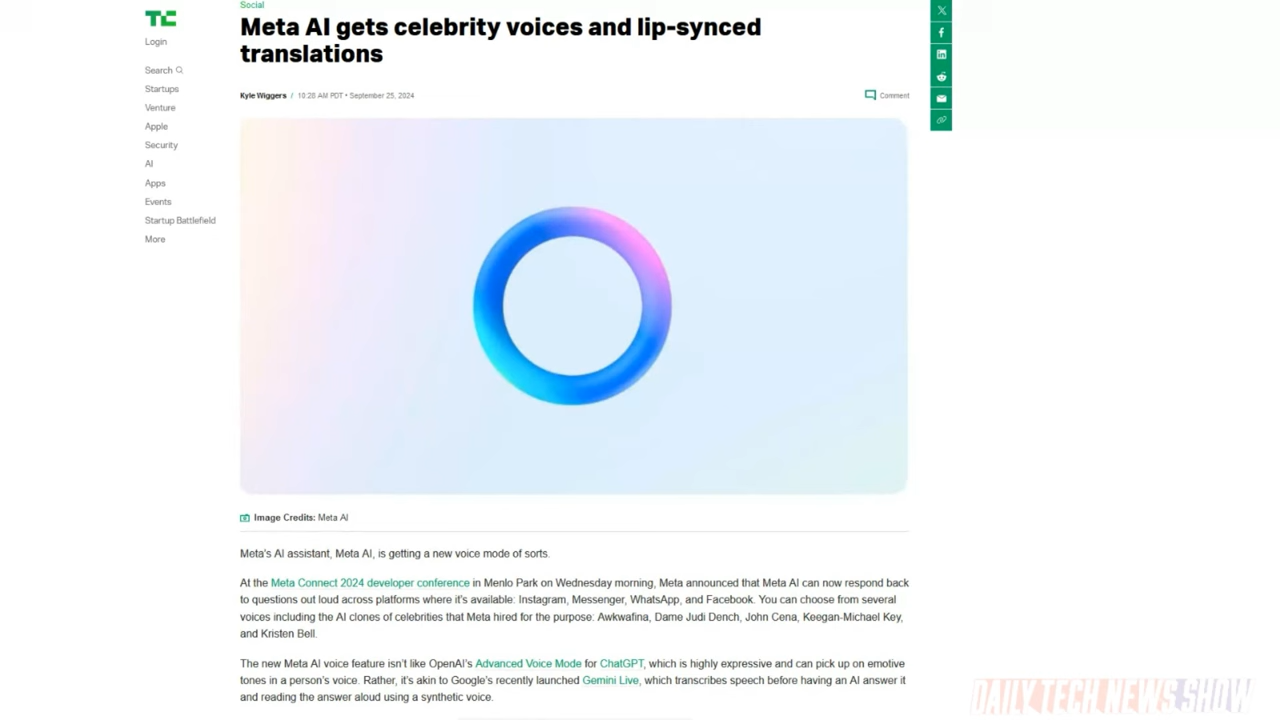 TC
Login
Search
Startups
Venture
Apple
Security
AI
Apps
Events
Startup Battlefield
More
Social
Meta AI gets celebrity voices and lip-synced
translations
Kyle Wiggers / 10:28 AM PDT • September 25, 2024
Comment
Image Credits: Meta AI
Meta's AI assistant, Meta AI, is getting a new voice mode of sorts.
At the Meta Connect 2024 developer conference in Menlo Park on Wednesday morning, Meta announced that Meta AI can now respond back
to questions out loud across platforms where it's available: Instagram, Messenger, WhatsApp, and Facebook. You can choose from several
voices including the AI clones of celebrities that Meta hired for the purpose: Awkwafina, Dame Judi Dench, John Cena, Keegan-Michael Key,
and Kristen Bell.
The new Meta AI voice feature isn't like OpenAI's Advanced Voice Mode for ChatGPT, which is highly expressive and can pick up on emotive
tones in a person's voice. Rather, it's akin to Google's recently launched Gemini Live, which transcribes speech before having an AI answer it
and reading the answer aloud using a synthetic voice.
DAILY TECH NEWS SHOW